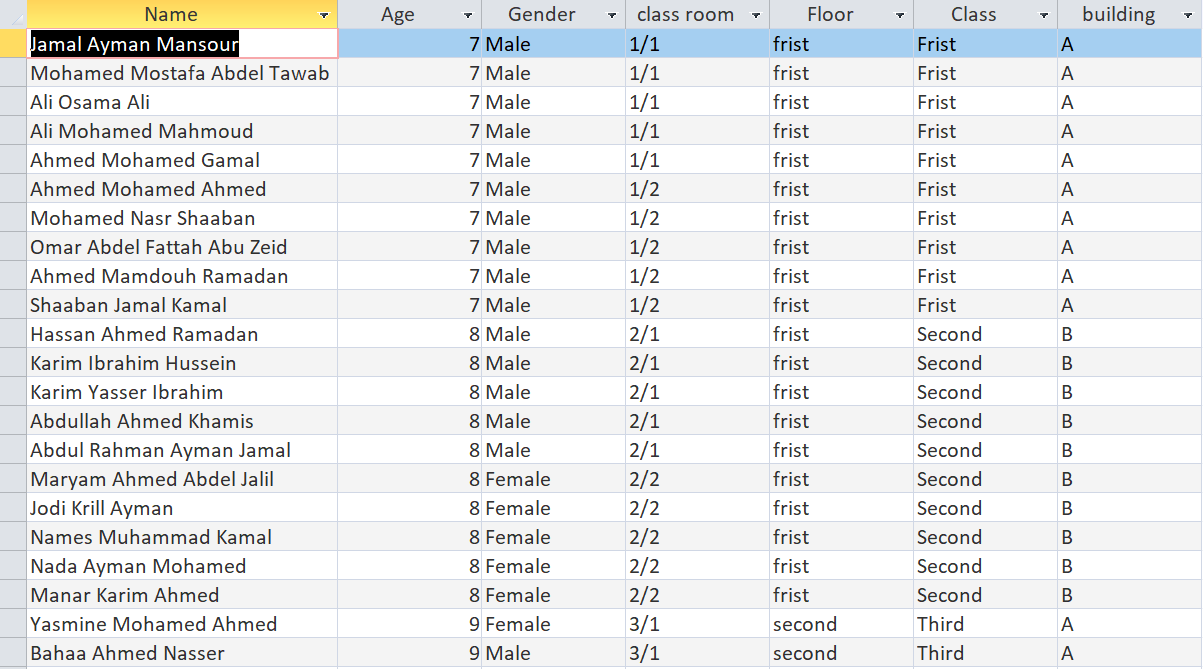 Name Age Gender class room Floor Class building
Jamal Ayman Mansour 7 Male 1/1 frist Frist A
Mohamed Mostafa Abdel Tawab 7 Male 1/1 frist Frist A
Ali Osama Ali 7 Male 1/1 frist Frist A
Ali Mohamed Mahmoud 7 Male 1/1 frist Frist A
Ahmed Mohamed Gamal 7 Male 1/1 frist Frist A
Ahmed Mohamed Ahmed 7 Male 1/2 frist Frist A
Mohamed Nasr Shaaban 7 Male 1/2 frist Frist A
Omar Abdel Fattah Abu Zeid 7 Male 1/2 frist Frist A
Ahmed Mamdouh Ramadan 7 Male 1/2 frist Frist A
Shaaban Jamal Kamal 7 Male 1/2 frist Frist A
Hassan Ahmed Ramadan 8 Male 2/1 frist Second B
Karim Ibrahim Hussein 8 Male 2/1 frist Second B
Karim Yasser Ibrahim 8 Male 2/1 frist Second B
Abdullah Ahmed Khamis 8 Male 2/1 frist Second B
Abdul Rahman Ayman Jamal 8 Male 2/1 frist Second B
Maryam Ahmed Abdel Jalil 8 Female 2/2 frist Second B
Jodi Krill Ayman 8 Female 2/2 frist Second B
Names Muhammad Kamal 8 Female 2/2 frist Second B
Nada Ayman Mohamed 8 Female 2/2 frist Second B
Manar Karim Ahmed 8 Female 2/2 frist Second B
Yasmine Mohamed Ahmed 9 Female 3/1 second Third A
Bahaa Ahmed Nasser 9 Male 3/1 second Third A